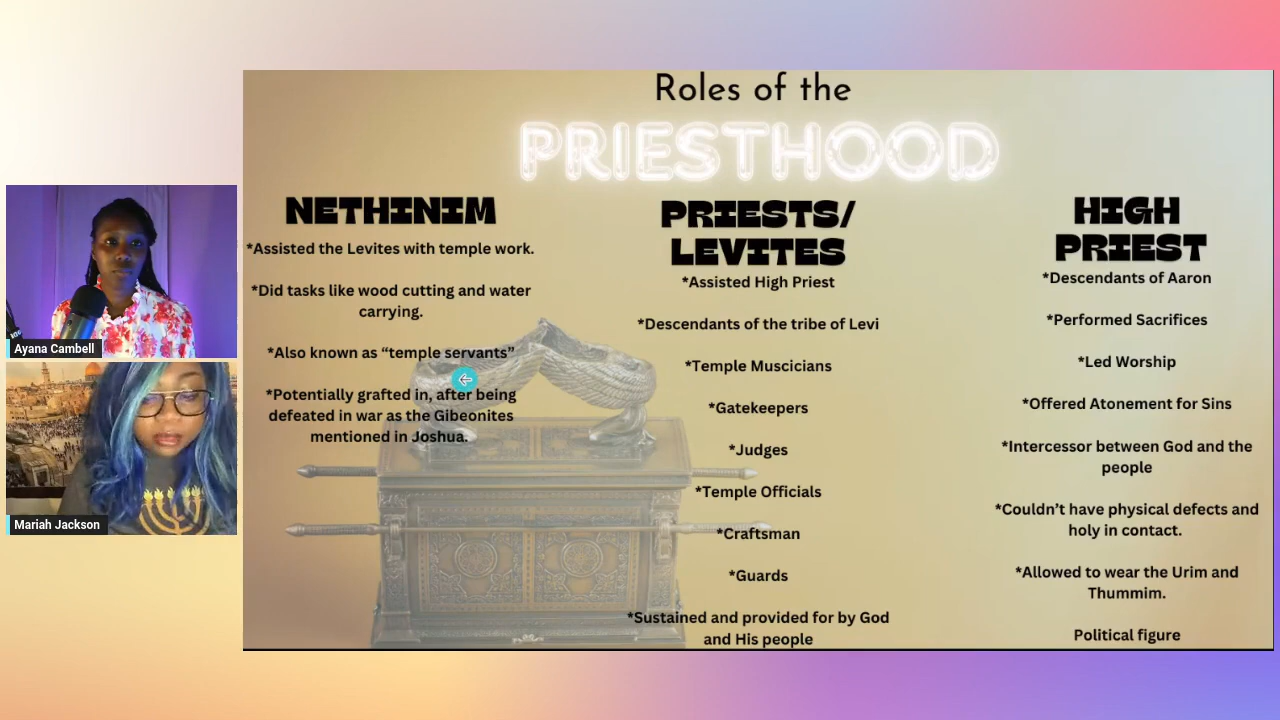 Roles of the
PRIESTHOOD
NETHINIM
*Assisted the Levites with temple work.
*Did tasks like wood cutting and water
carrying.
*Also known as “temple servants”
*Potentially grafted in, after being
defeated in war as the Gibeonites
mentioned in Joshua.
PRIESTS/
LEVITES
*Assisted High Priest
*Descendants of the tribe of Levi
*Temple Muscicians
*Gatekeepers
*Judges
*Temple Officials
*Craftsman
*Guards
*Sustained and provided for by God
and His people
HIGH
PRIEST
*Descendants of Aaron
*Performed Sacrifices
*Led Worship
*Offered Atonement for Sins
*Intercessor between God and the
people
*Couldn’t have physical defects and
holy in contact.
*Allowed to wear the Urim and
Thummim.
Political figure
Ayana Cambell
Mariah Jackson